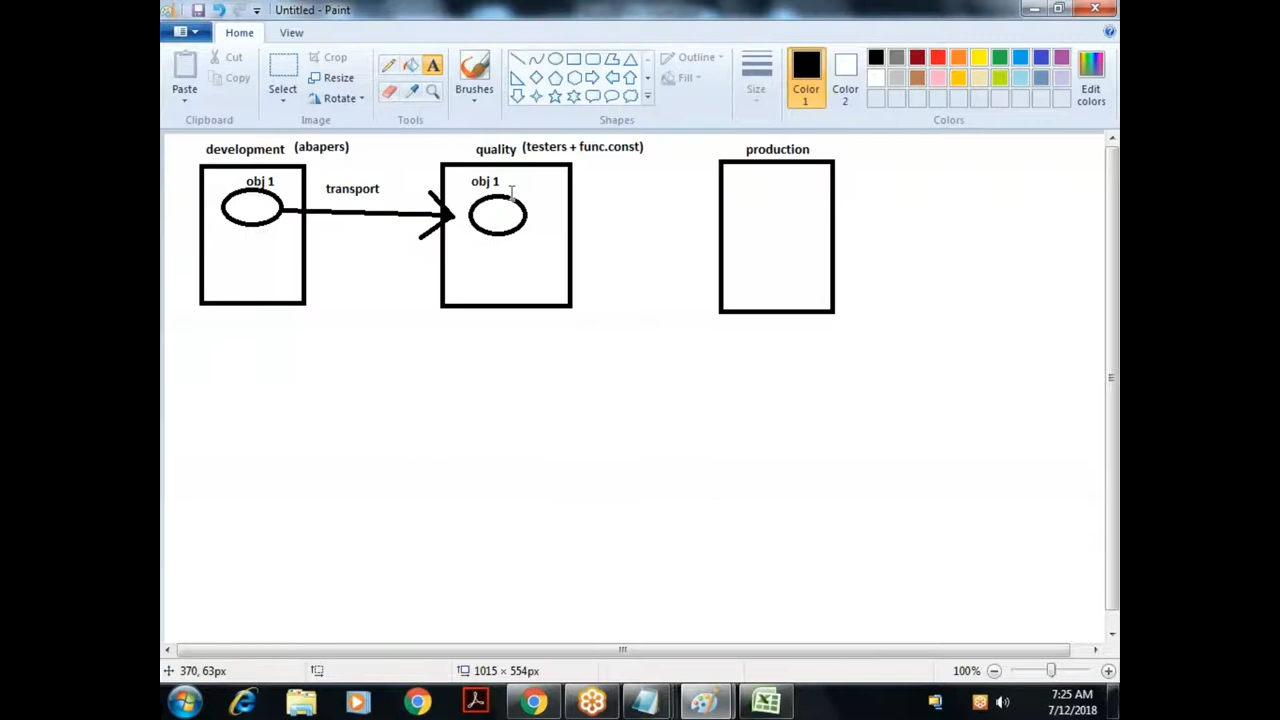 Untitled - Paint
Home View
Paste
Cut
Copy
Clipboard
Select
Crop
Resize
Rotate
Image
A
Tools
Brushes
Outline
Fill
Shapes
Size
Color 1
Color 2
Edit colors
Colors
development (abapers)
quality (testers + func.const)
production
obj 1
transport
obj 1
370, 63px
1015 × 554px
100%
7:25 AM
7/12/2018